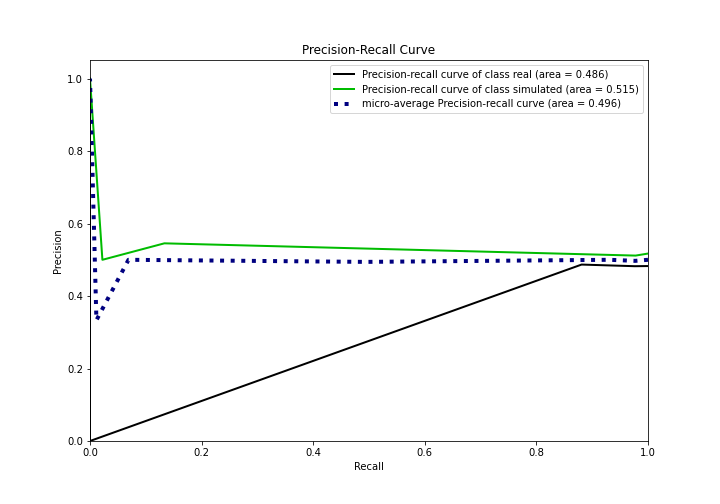 Precision-Recall Curve
Precision-recall curve of class real (area = 0.486)
Precision-recall curve of class simulated (area = 0.515)
micro-average Precision-recall curve (area = 0.496)
Precision
1.0
0.8
0.6
0.4
0.2
0.0
0.0 0.2 0.4 0.6 0.8 1.0
Recall